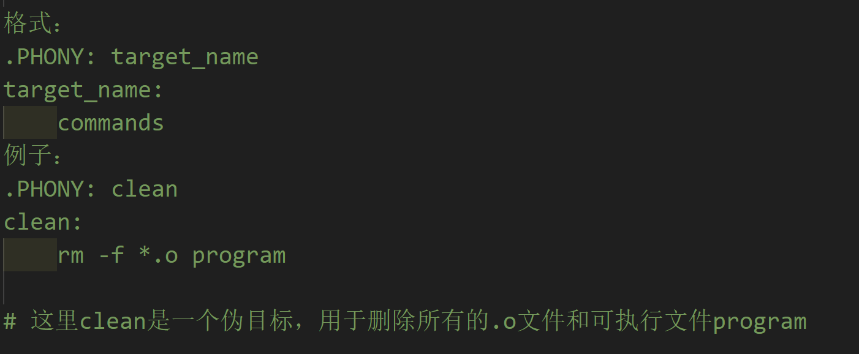 格式：
.PHONY: target_name
target_name:
    commands
例子：
.PHONY: clean
clean:
    rm -f *.o program
# 这里clean是一个伪目标，用于删除所有的.o文件和可执行文件program